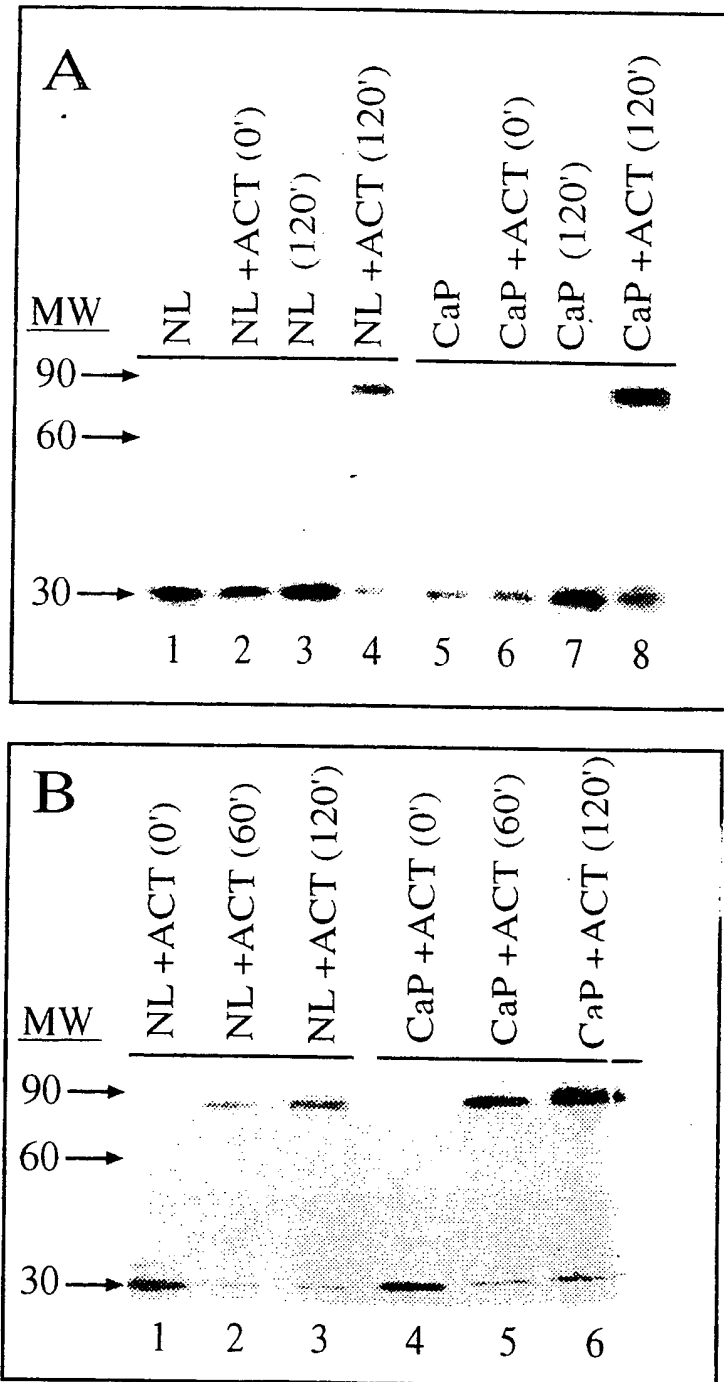 A
NL
NL +ACT (0')
NL (120')
NL +ACT (120')
CaP
CaP +ACT (0')
CaP (120')
CaP +ACT (120')
MW
90
60
30
1 2 3 4 5 6 7 8
B
NL +ACT (0')
NL +ACT (60')
NL +ACT (120')
CaP +ACT (0')
CaP +ACT (60')
CaP +ACT (120')
MW
90
60
30
1 2 3 4 5 6